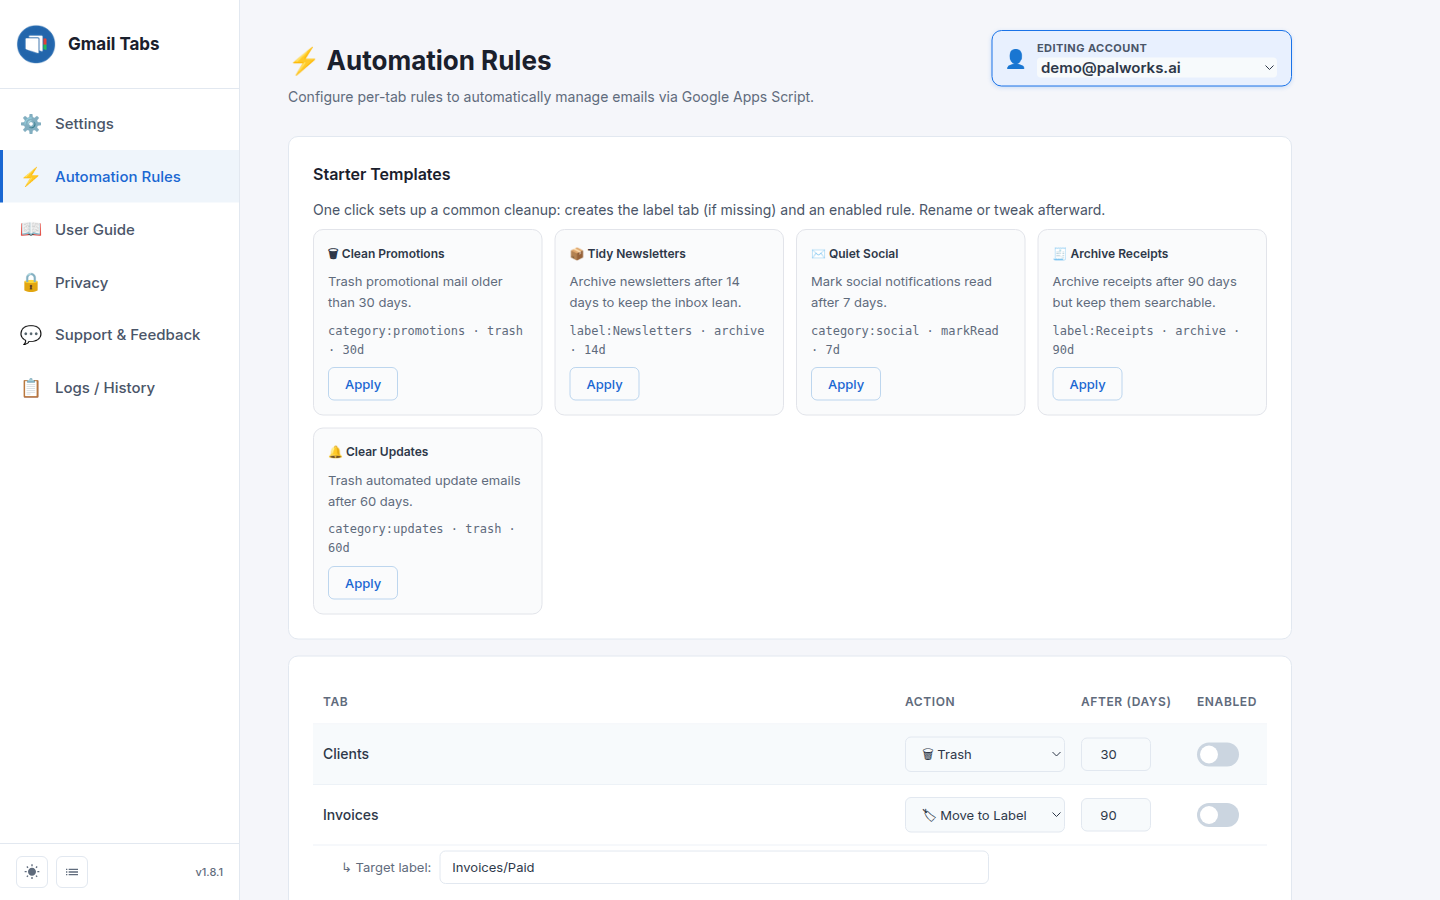 Gmail Tabs
Settings
Automation Rules
User Guide
Privacy
Support & Feedback
Logs / History
v1.8.1
⚡ Automation Rules
Configure per-tab rules to automatically manage emails via Google Apps Script.
EDITING ACCOUNT
demo@palworks.ai
Starter Templates
One click sets up a common cleanup: creates the label tab (if missing) and an enabled rule. Rename or tweak afterward.
Clean Promotions
Trash promotional mail older
than 30 days.
category:promotions · trash
· 30d
Apply
Tidy Newsletters
Archive newsletters after 14
days to keep the inbox lean.
label:Newsletters · archive
· 14d
Apply
Quiet Social
Mark social notifications read
after 7 days.
category:social · markRead
· 7d
Apply
Archive Receipts
Archive receipts after 90 days
but keep them searchable.
label:Receipts · archive ·
90d
Apply
Clear Updates
Trash automated update emails
after 60 days.
category:updates · trash ·
60d
Apply
TAB ACTION AFTER (DAYS) ENABLED
Clients Trash 30
Invoices Move to Label 90
↳ Target label: Invoices/Paid